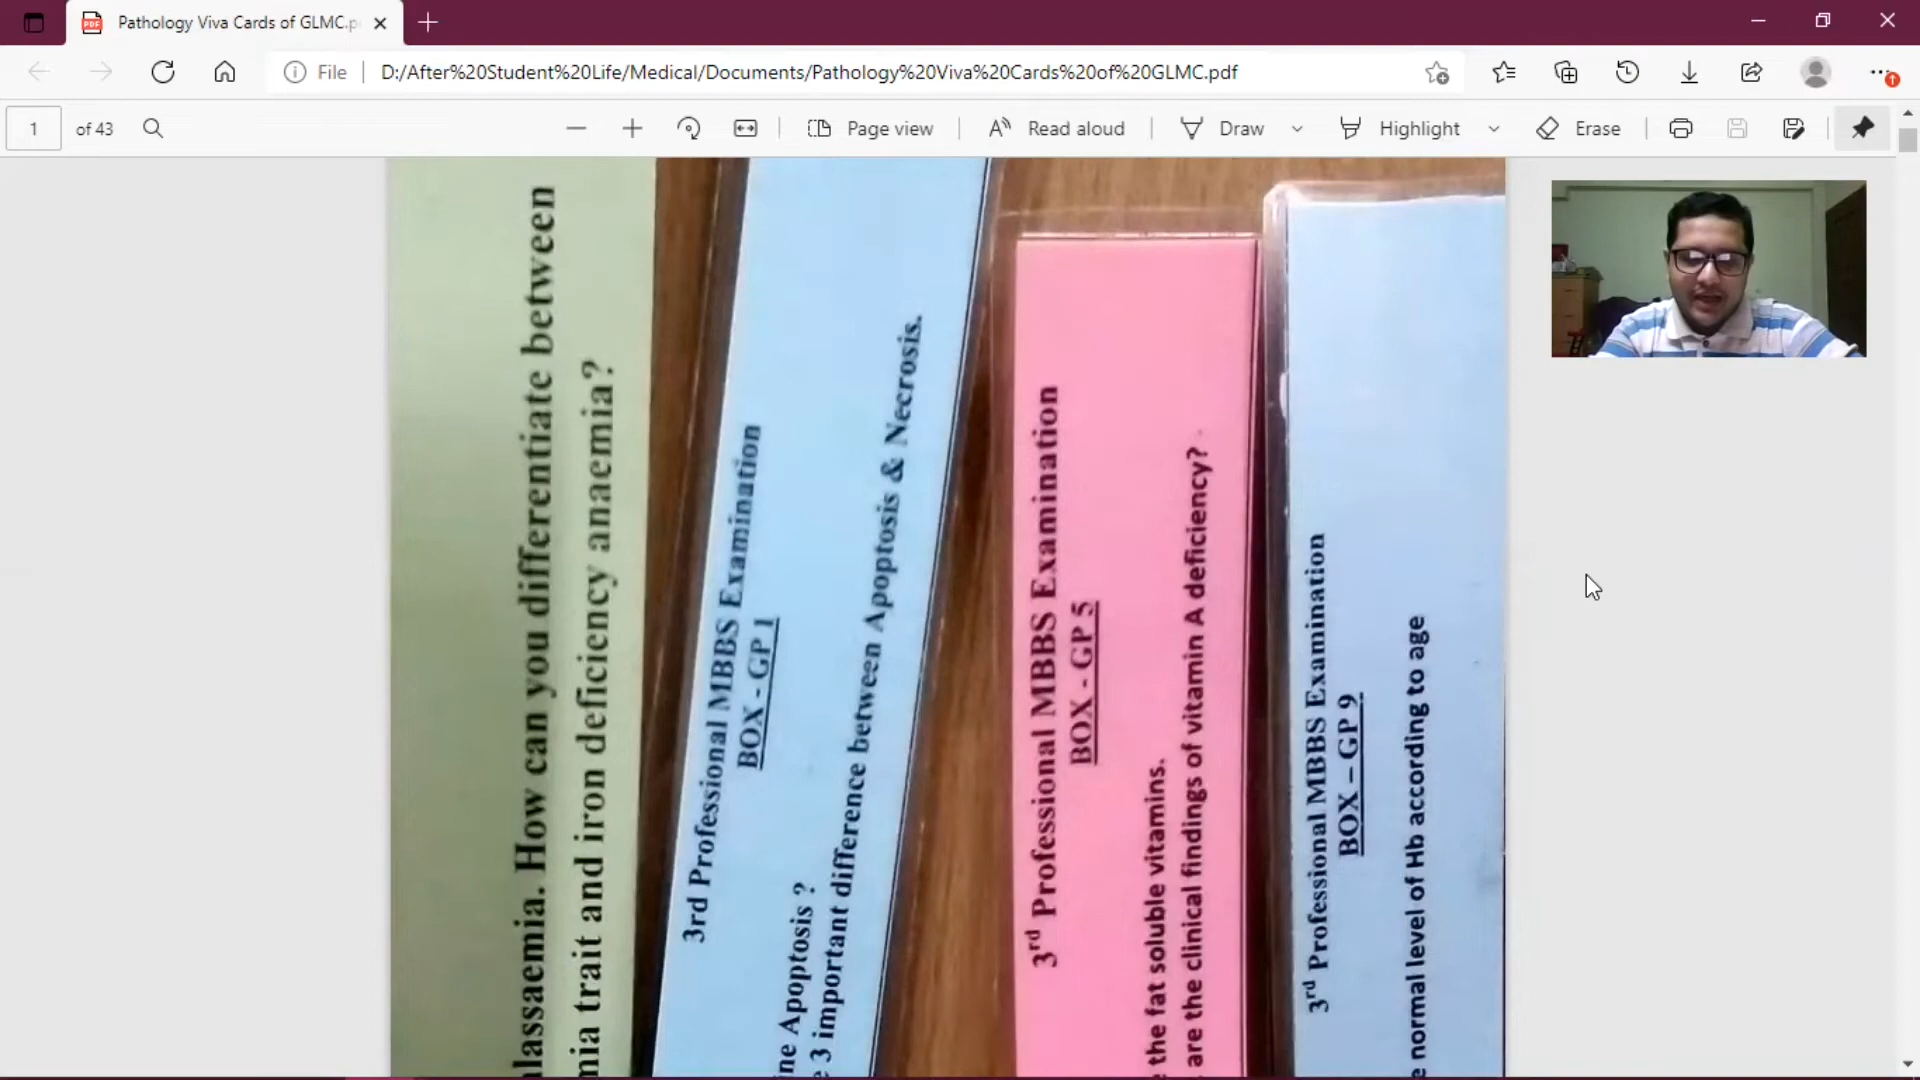 Pathology Viva Cards of GLMC.p
File
D:/After%20Student%20Life/Medical/Documents/Pathology%20Viva%20Cards%20of%20GLMC.pdf
1
of 43
Page view
Read aloud
Draw
Highlight
Erase
lassaemia. How can you differentiate between
mia trait and iron deficiency anaemia?
3rd Professional MBBS Examination
BOX - GP 1
ine Apoptosis ?
e 3 important difference between Apoptosis & Necrosis.
3rd Professional MBBS Examination
BOX - GP 5
e the fat soluble vitamins.
are the clinical findings of vitamin A deficiency?
3rd Professional MBBS Examination
BOX – GP 9
e normal level of Hb according to age